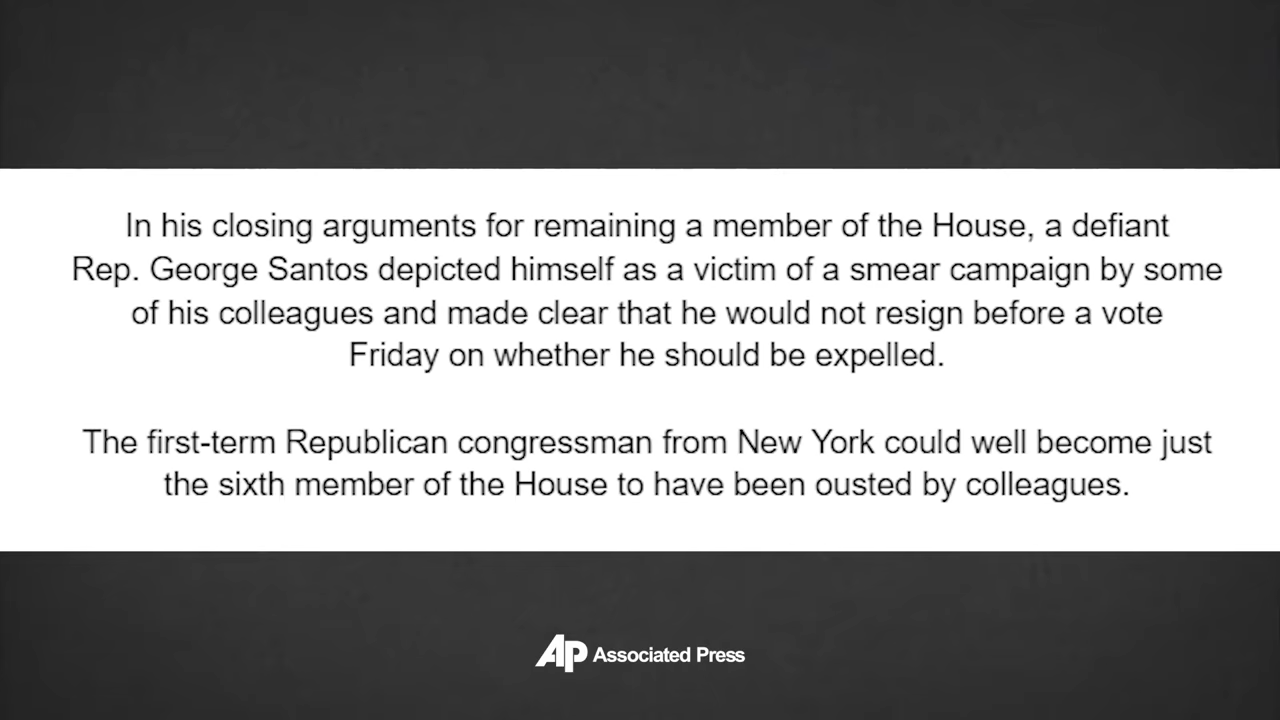 In his closing arguments for remaining a member of the House, a defiant
Rep. George Santos depicted himself as a victim of a smear campaign by some
of his colleagues and made clear that he would not resign before a vote
Friday on whether he should be expelled.
The first-term Republican congressman from New York could well become just
the sixth member of the House to have been ousted by colleagues.
AP Associated Press